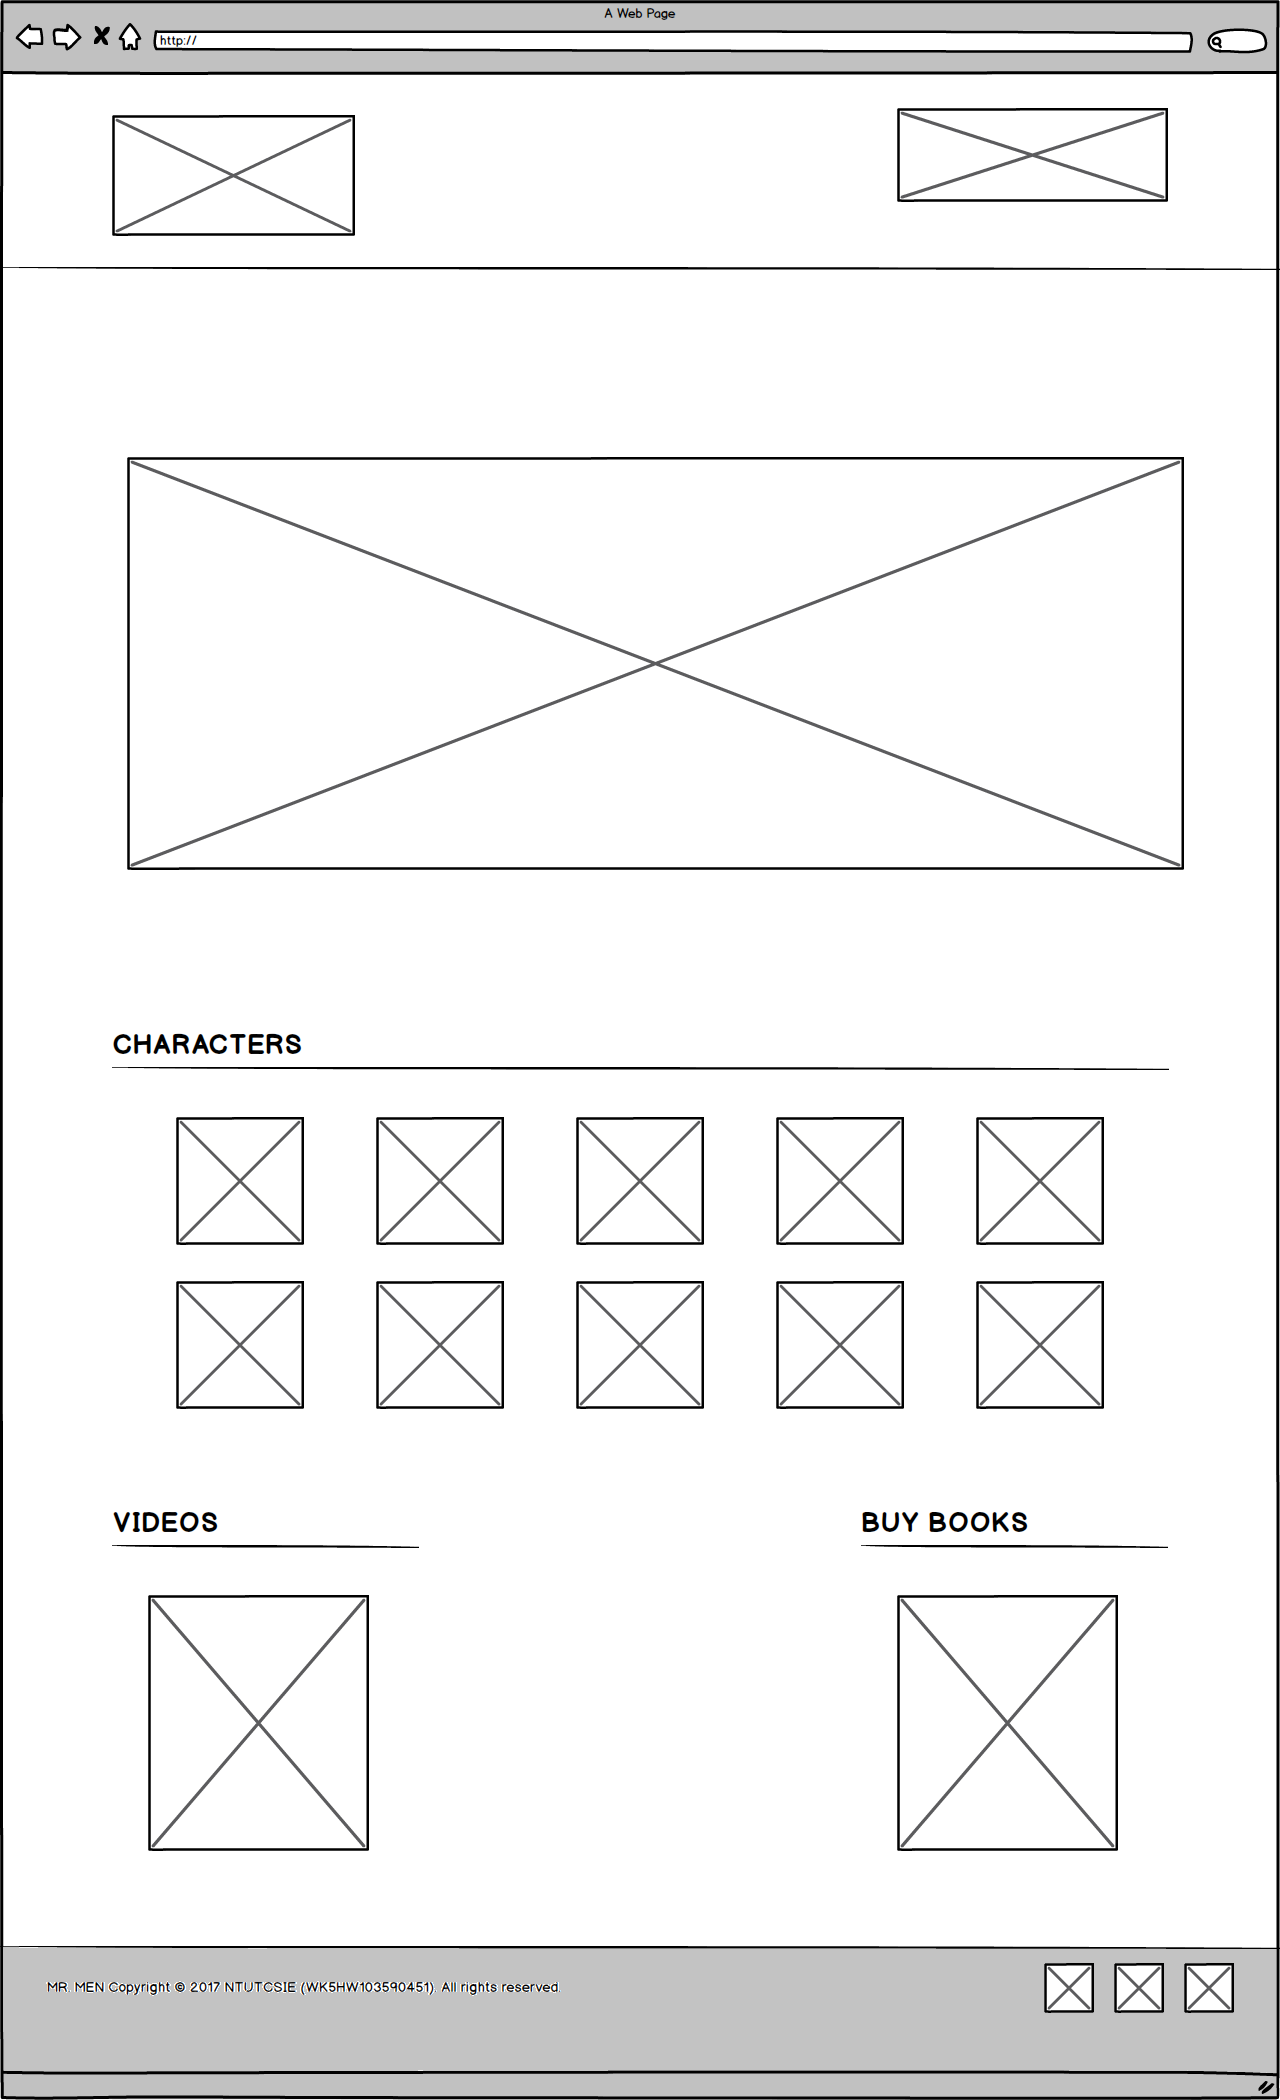 A Web Page
http://
CHARACTERS
VIDEOS
BUY BOOKS
MR. MEN Copyright © 2017 NTUTCSIE (WK5HW103590451). All rights reserved.